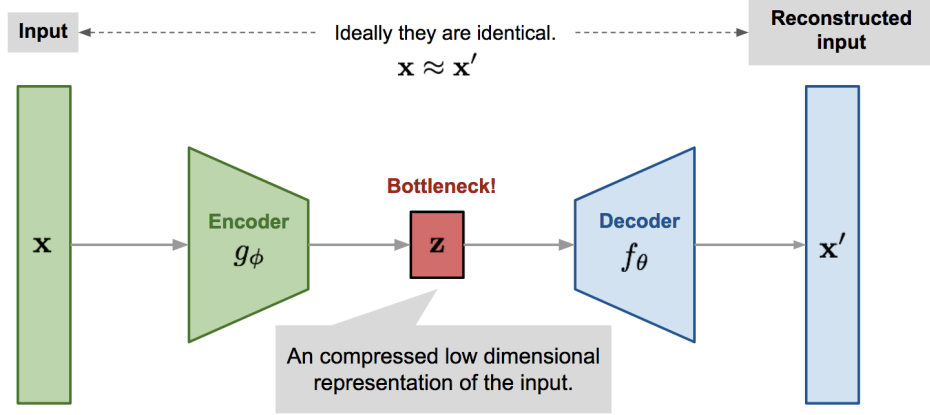 Input
Ideally they are identical.
Reconstructed
input
x ≈ x′
Bottleneck!
Encoder
Decoder
x
gϕ
z
fθ
x′
An compressed low dimensional
representation of the input.